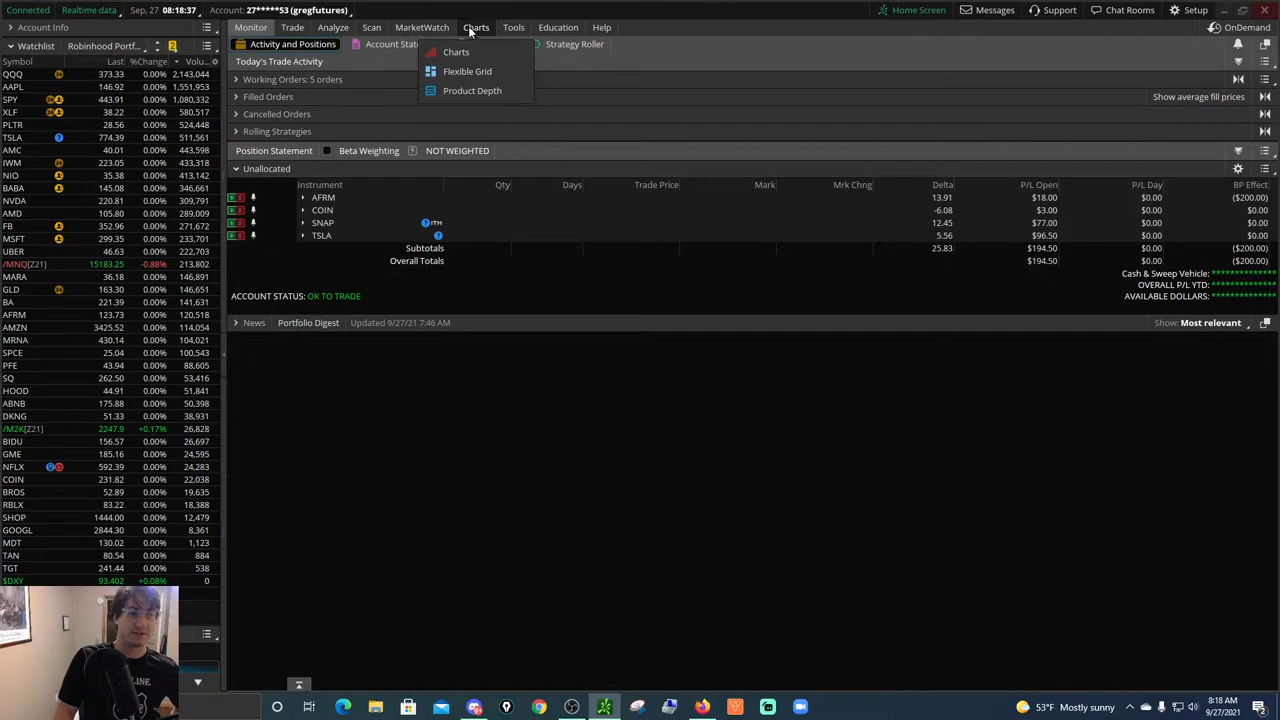 Connected Realtime data Sep, 27 08:18:37 Account: 27*****53 (gregfutures) Home Screen Messages Support Chat Rooms Setup
Account Info Monitor Trade Analyze Scan MarketWatch Charts Tools Education Help OnDemand
Watchlist Robinhood Portf... 2 Activity and Positions Account State Strategy Roller
Charts
Flexible Grid
Product Depth
Today's Trade Activity
Working Orders: 5 orders
Filled Orders Show average fill prices
Cancelled Orders
Rolling Strategies
Position Statement Beta Weighting NOT WEIGHTED
Unallocated
Instrument Qty Days Trade Price Mark Mrk Chng Delta P/L Open P/L Day BP Effect
AFRM 13.91 $18.00 $0.00 ($200.00)
COIN -6.08 $3.00 $0.00 $0.00
SNAP ITM 12.45 $77.00 $0.00 $0.00
TSLA 5.56 $96.50 $0.00 $0.00
Subtotals 25.83 $194.50 $0.00 ($200.00)
Overall Totals $194.50 $0.00 ($200.00)
Cash & Sweep Vehicle: **************
OVERALL P/L YTD: **************
ACCOUNT STATUS: OK TO TRADE AVAILABLE DOLLARS: **************
News Portfolio Digest Updated 9/27/21 7:46 AM Show: Most relevant
Symbol Last %Change Volu...
QQQ 373.33 0.00% 2,143,044
AAPL 146.92 0.00% 1,551,971
SPY 443.91 0.00% 1,080,332
XLF 38.22 0.00% 580,517
PLTR 28.56 0.00% 524,448
TSLA 774.39 0.00% 511,561
AMC 40.01 0.00% 443,598
IWM 223.05 0.00% 433,318
NIO 35.38 0.00% 413,142
BABA 145.08 0.00% 346,661
NVDA 220.81 0.00% 309,791
AMD 105.80 0.00% 289,009
FB 352.96 0.00% 271,672
MSFT 299.35 0.00% 233,701
UBER 46.63 0.00% 222,703
/MNQ[Z21] 15183.25 -0.88% 213,802
MARA 36.18 0.00% 146,891
GLD 163.30 0.00% 146,501
BA 221.39 0.00% 141,631
AFRM 123.73 0.00% 120,518
AMZN 3425.52 0.00% 114,054
MRNA 430.14 0.00% 104,021
SPCE 25.04 0.00% 100,543
PFE 43.94 0.00% 88,605
SQ 262.50 0.00% 53,416
HOOD 44.91 0.00% 51,841
ABNB 175.88 0.00% 50,398
DKNG 51.33 0.00% 38,931
/M2K[Z21] 2247.9 +0.17% 26,828
BIDU 156.57 0.00% 26,697
GME 185.16 0.00% 24,595
NFLX 592.39 0.00% 24,283
COIN 231.82 0.00% 22,038
BROS 52.89 0.00% 19,635
RBLX 83.22 0.00% 18,388
SHOP 1444.00 0.00% 12,479
GOOGL 2844.30 0.00% 8,361
MDT 130.02 0.00% 1,123
TAN 80.54 0.00% 884
TGT 241.44 0.00% 538
$DXY 93.402 +0.08% 0
53°F Mostly sunny
8:18 AM
9/27/2021